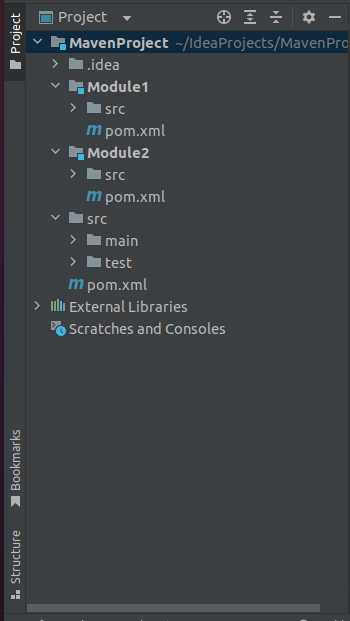 Project
MavenProject ~/IdeaProjects/MavenPro
.idea
Module1
src
m pom.xml
Module2
src
m pom.xml
src
main
test
m pom.xml
External Libraries
Scratches and Consoles
Project
Bookmarks
Structure